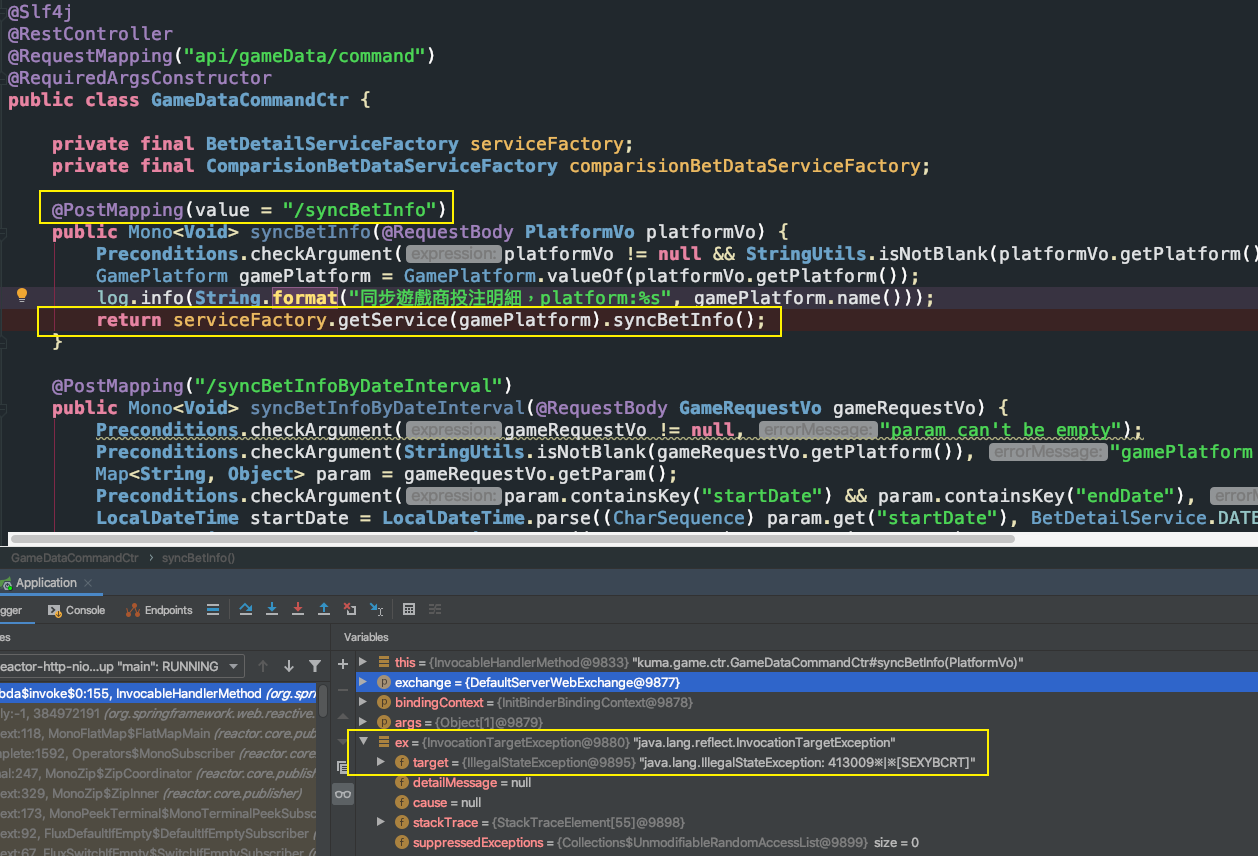 @Slf4j
@RestController
@RequestMapping("api/gameData/command")
@RequiredArgsConstructor
public class GameDataCommandCtr {
private final BetDetailServiceFactory serviceFactory;
private final ComparisionBetDataServiceFactory comparisionBetDataServiceFactory;
@PostMapping(value = "/syncBetInfo")
public Mono<Void> syncBetInfo(@RequestBody PlatformVo platformVo) {
Preconditions.checkArgument( expression: platformVo != null && StringUtils.isNotBlank(platformVo.getPlatform()
GamePlatform gamePlatform = GamePlatform.valueOf(platformVo.getPlatform());
log.info(String.format("同步遊戲商投注明細，platform:%s", gamePlatform.name()));
return serviceFactory.getService(gamePlatform).syncBetInfo();
}
@PostMapping("/syncBetInfoByDateInterval")
public Mono<Void> syncBetInfoByDateInterval(@RequestBody GameRequestVo gameRequestVo) {
Preconditions.checkArgument( expression: gameRequestVo != null, errorMessage: "param can't be empty");
Preconditions.checkArgument(StringUtils.isNotBlank(gameRequestVo.getPlatform()), errorMessage: "gamePlatform
Map<String, Object> param = gameRequestVo.getParam();
Preconditions.checkArgument( expression: param.containsKey("startDate") && param.containsKey("endDate"), errorM
LocalDateTime startDate = LocalDateTime.parse((CharSequence) param.get("startDate"), BetDetailService.DATE
GameDataCommandCtr › syncBetInfo()
Application ×
gger Console Endpoints
es Variables
eactor-http-nio...up "main": RUNNING
bda$invoke$0:155, InvocableHandlerMethod (org.spri
ly:-1, 384972191 (org.springframework.web.reactive.
ext:118, MonoFlatMap$FlatMapMain (reactor.core.pub
nplete:1592, Operators$MonoSubscriber (reactor.core
nal:247, MonoZip$ZipCoordinator (reactor.core.publish
ext:329, MonoZip$ZipInner (reactor.core.publisher)
ext:173, MonoPeekTerminal$MonoTerminalPeekSubsc
ext:92, FluxDefaultIfEmpty$DefaultIfEmptySubscriber (r
ext:67, FluxSwitchIfEmpty$SwitchIfEmptySubscriber (r
this = {InvocableHandlerMethod@9833} "kuma.game.ctr.GameDataCommandCtr#syncBetInfo(PlatformVo)"
exchange = {DefaultServerWebExchange@9877}
bindingContext = {InitBinderBindingContext@9878}
args = {Object[1]@9879}
ex = {InvocationTargetException@9880} "java.lang.reflect.InvocationTargetException"
target = {IllegalStateException@9895} "java.lang.IllegalStateException: 413009※|※[SEXYBCRT]"
detailMessage = null
cause = null
stackTrace = {StackTraceElement[55]@9898}
suppressedExceptions = {Collections$UnmodifiableRandomAccessList@9899} size = 0